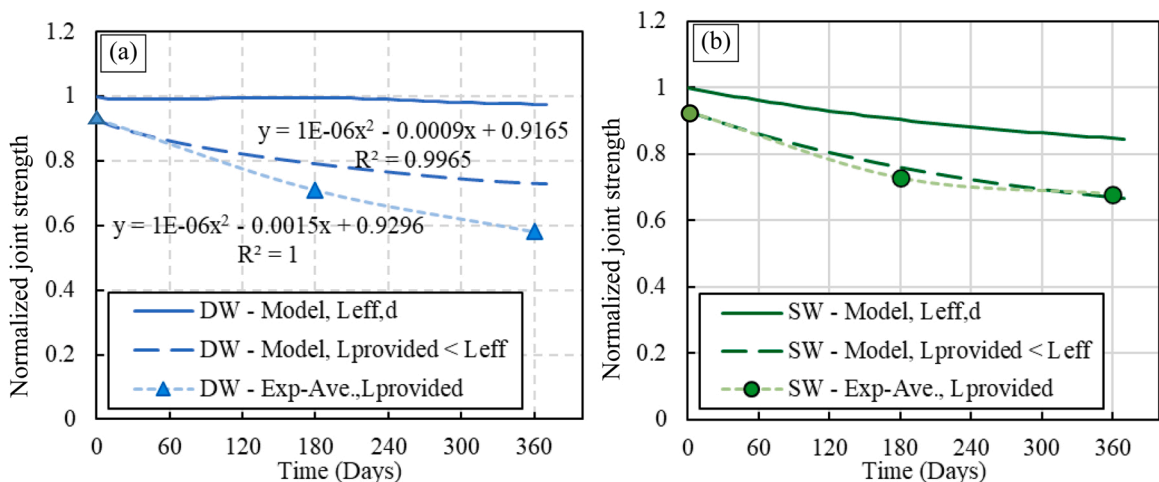 (a)
Normalized joint strength
1.2
1
0.8
0.6
0.4
0.2
0
y = 1E-06x² - 0.0009x + 0.9165
R² = 0.9965
y = 1E-06x² - 0.0015x + 0.9296
R² = 1
DW - Model, Leff,d
DW - Model, Lprovided < Leff
DW - Exp-Ave.,Lprovided
0 60 120 180 240 300 360
Time (Days)
(b)
Normalized joint strength
1.2
1
0.8
0.6
0.4
0.2
0
SW - Model, Leff,d
SW - Model, Lprovided < Leff
SW - Exp-Ave., Lprovided
0 60 120 180 240 300 360
Time (Days)